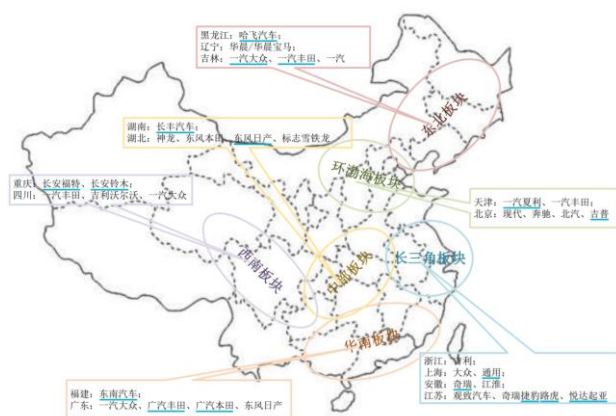 黑龙江：哈飞汽车；
辽宁：华晨/华晨宝马；
吉林：一汽大众、一汽丰田、一汽
东北板块
湖南：长丰汽车；
湖北：神龙、东风本田、东风日产、标志雪铁龙
环渤海板块
重庆：长安福特、长安铃木；
四川：一汽丰田、吉利沃尔沃、一汽大众
天津：一汽夏利、一汽丰田；
北京：现代、奔驰、北汽、吉普
西南板块
中部板块
长三角板块
华南板块
浙江：吉利；
上海：大众、通用；
安徽：奇瑞、江淮；
江苏：观致汽车、奇瑞捷豹路虎、悦达起亚
福建：东南汽车；
广东：一汽大众、广汽丰田、广汽本田、东风日产